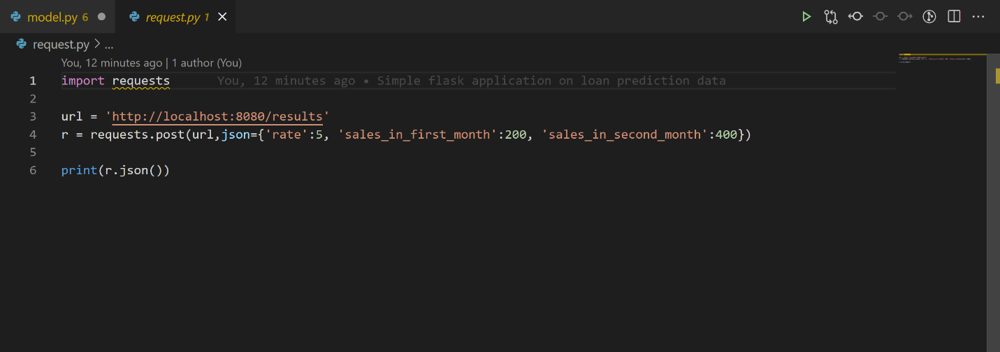 model.py 6
request.py 1
request.py > ...
You, 12 minutes ago | 1 author (You)
1 import requests You, 12 minutes ago • Simple flask application on loan prediction data
2
3 url = 'http://localhost:8080/results'
4 r = requests.post(url,json={'rate':5, 'sales_in_first_month':200, 'sales_in_second_month':400})
5
6 print(r.json())